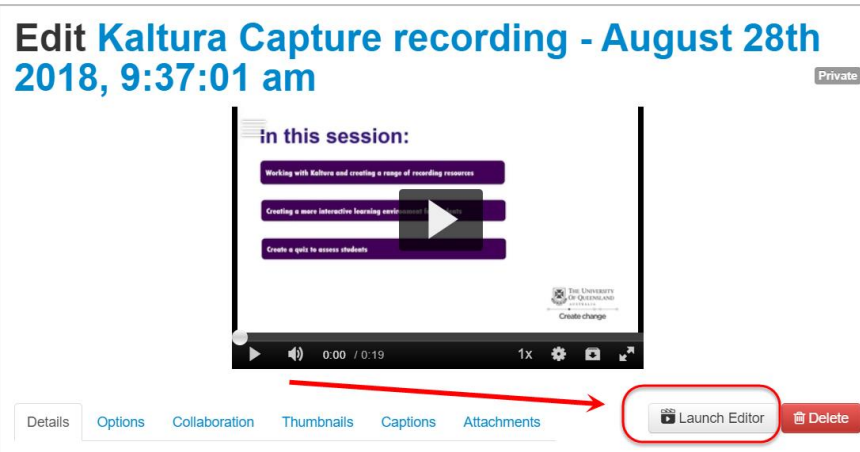 Edit Kaltura Capture recording - August 28th
2018, 9:37:01 am
Private
In this session:
Working with Kaltura and creating a range of recording resources
Creating a more interactive learning
Create a quiz to assess students
THE UNIVERSITY
OF QUEENSLAND
AUSTRALIA
Create change
0:00 / 0:19
1x
Details Options Collaboration Thumbnails Captions Attachments Launch Editor Delete